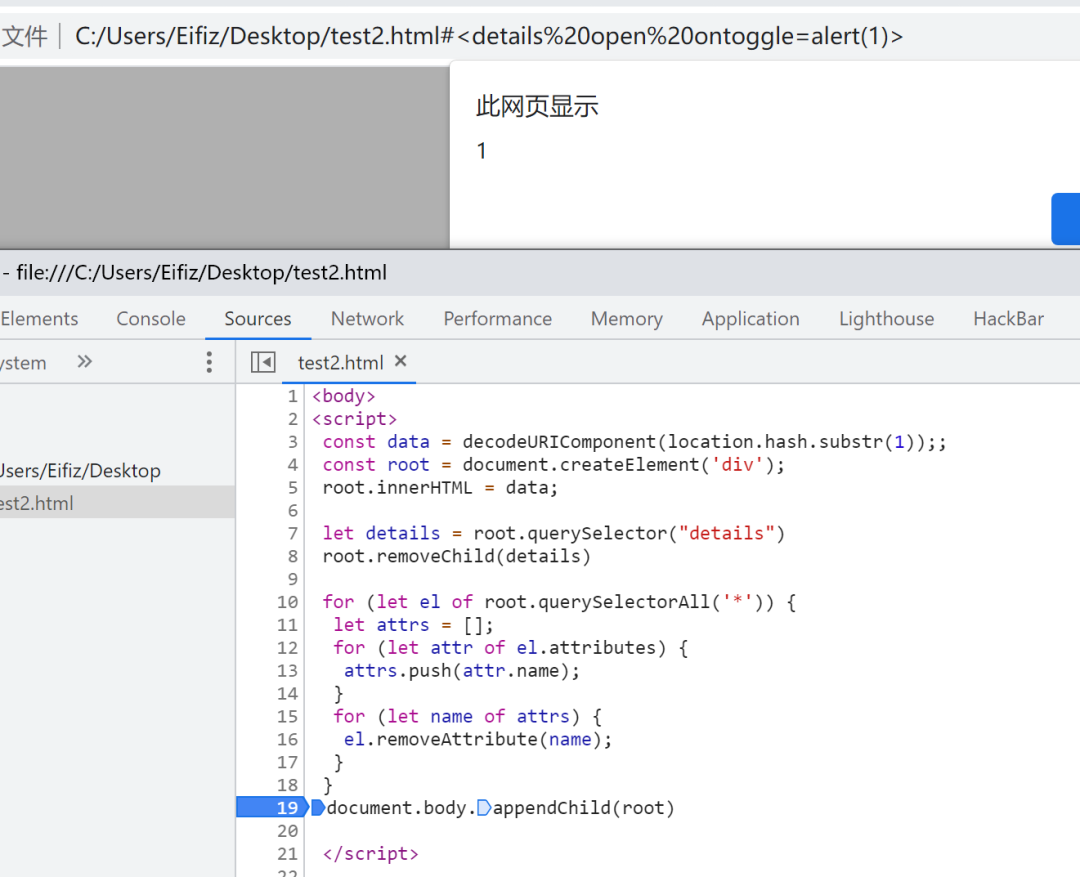 文件 | C:/Users/Eifiz/Desktop/test2.html#<details%20open%20ontoggle=alert(1)>
此网页显示
1
- file:///C:/Users/Eifiz/Desktop/test2.html
Elements Console Sources Network Performance Memory Application Lighthouse HackBar
ystem » test2.html ×
Users/Eifiz/Desktop
est2.html
1 <body>
2 <script>
3 const data = decodeURIComponent(location.hash.substr(1));;
4 const root = document.createElement('div');
5 root.innerHTML = data;
6
7 let details = root.querySelector("details")
8 root.removeChild(details)
9
10 for (let el of root.querySelectorAll('*')) {
11 let attrs = [];
12 for (let attr of el.attributes) {
13 attrs.push(attr.name);
14 }
15 for (let name of attrs) {
16 el.removeAttribute(name);
17 }
18 }
19 document.body.appendChild(root)
20
21 </script>
22